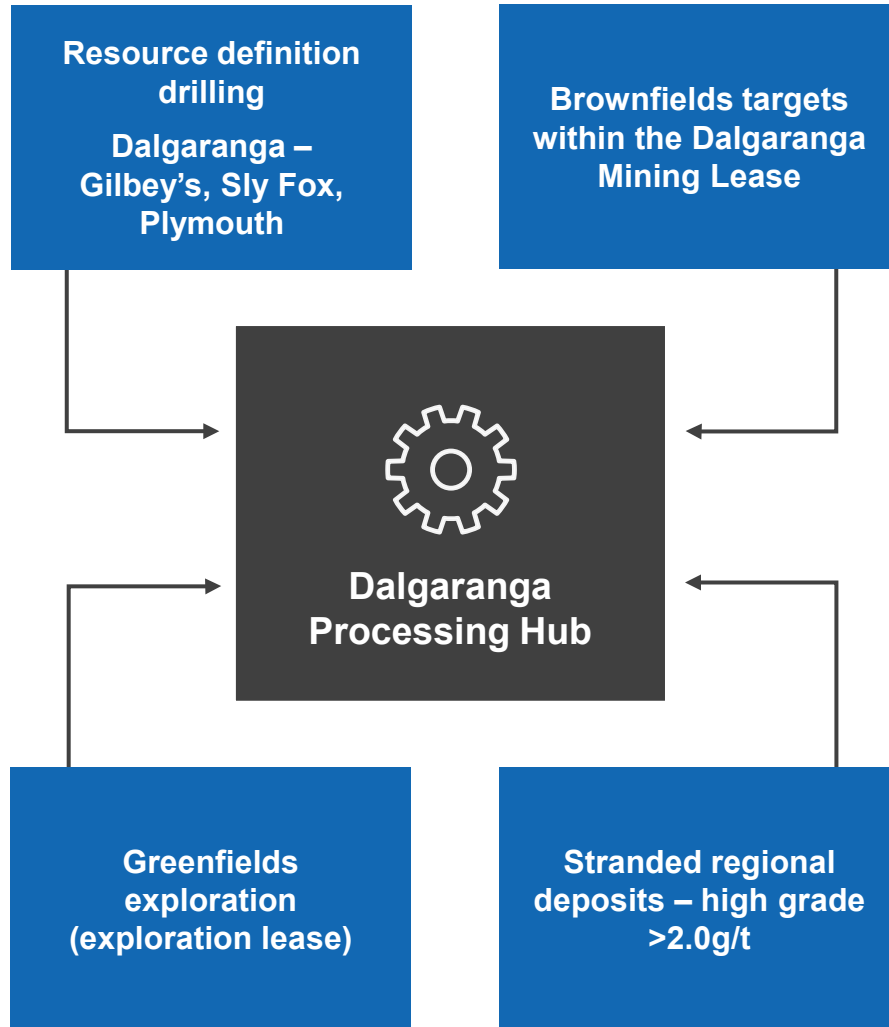 Resource definition
drilling
Dalgaranga –
Gilbey's, Sly Fox,
Plymouth
Brownfields targets
within the Dalgaranga
Mining Lease
Dalgaranga
Processing Hub
Greenfields
exploration
(exploration lease)
Stranded regional
deposits – high grade
>2.0g/t